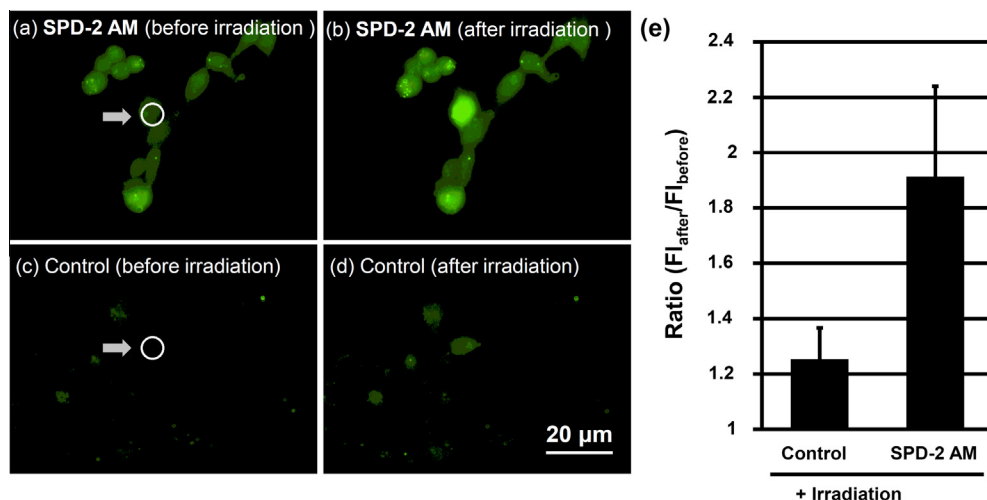 (a) SPD-2 AM (before irradiation )
(b) SPD-2 AM (after irradiation )
(c) Control (before irradiation)
(d) Control (after irradiation)
20 μm
(e)
Ratio (FIafter/FIbefore)
2.4
2.2
2
1.8
1.6
1.4
1.2
1
Control SPD-2 AM
+ Irradiation